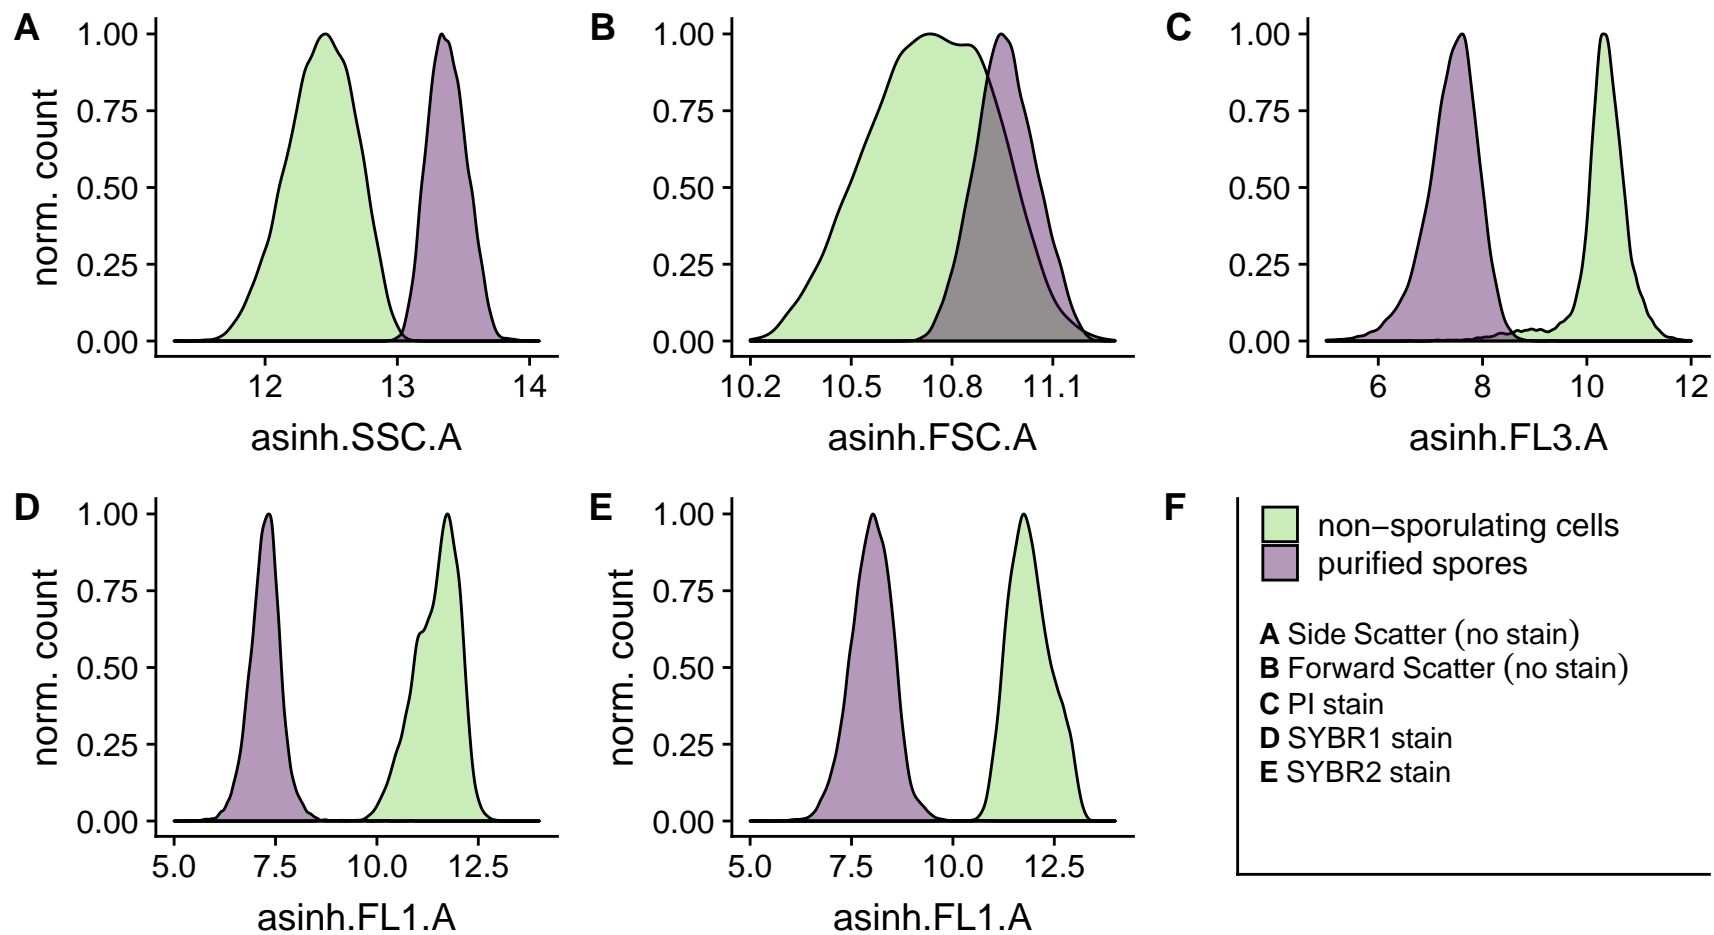 A
norm. count
1.00
0.75
0.50
0.25
0.00
12 13 14
asinh.SSC.A
B
1.00
0.75
0.50
0.25
0.00
10.2 10.5 10.8 11.1
asinh.FSC.A
C
1.00
0.75
0.50
0.25
0.00
6 8 10 12
asinh.FL3.A
D
norm. count
1.00
0.75
0.50
0.25
0.00
5.0 7.5 10.0 12.5
asinh.FL1.A
E
norm. count
1.00
0.75
0.50
0.25
0.00
5.0 7.5 10.0 12.5
asinh.FL1.A
F
non−sporulating cells
purified spores
A Side Scatter (no stain)
B Forward Scatter (no stain)
C PI stain
D SYBR1 stain
E SYBR2 stain